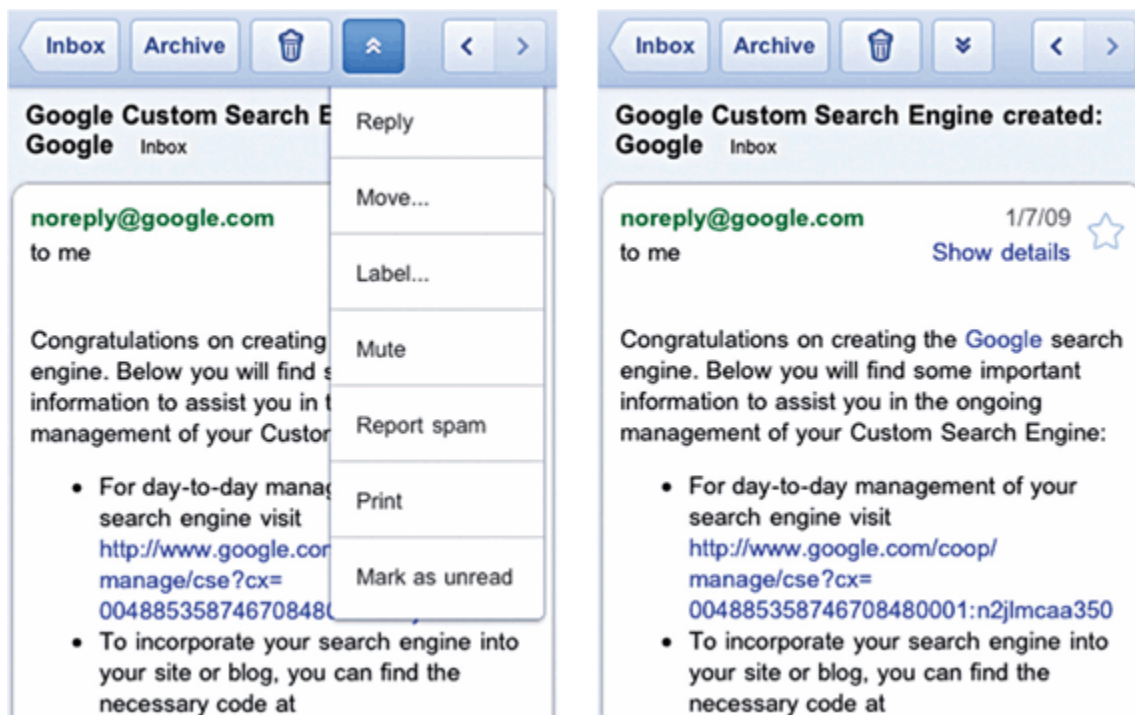 Inbox Archive
Google Custom Search E
Google Inbox
noreply@google.com
to me
Congratulations on creating
engine. Below you will find s
information to assist you in t
management of your Custor
• For day-to-day manag
search engine visit
http://www.google.cor
manage/cse?cx=
00488535874670848
• To incorporate your search engine into
your site or blog, you can find the
necessary code at
Reply
Move...
Label...
Mute
Report spam
Print
Mark as unread
Inbox Archive
Google Custom Search Engine created:
Google Inbox
noreply@google.com 1/7/09
to me Show details
Congratulations on creating the Google search
engine. Below you will find some important
information to assist you in the ongoing
management of your Custom Search Engine:
• For day-to-day management of your
search engine visit
http://www.google.com/coop/
manage/cse?cx=
004885358746708480001:n2jlmcaa350
• To incorporate your search engine into
your site or blog, you can find the
necessary code at